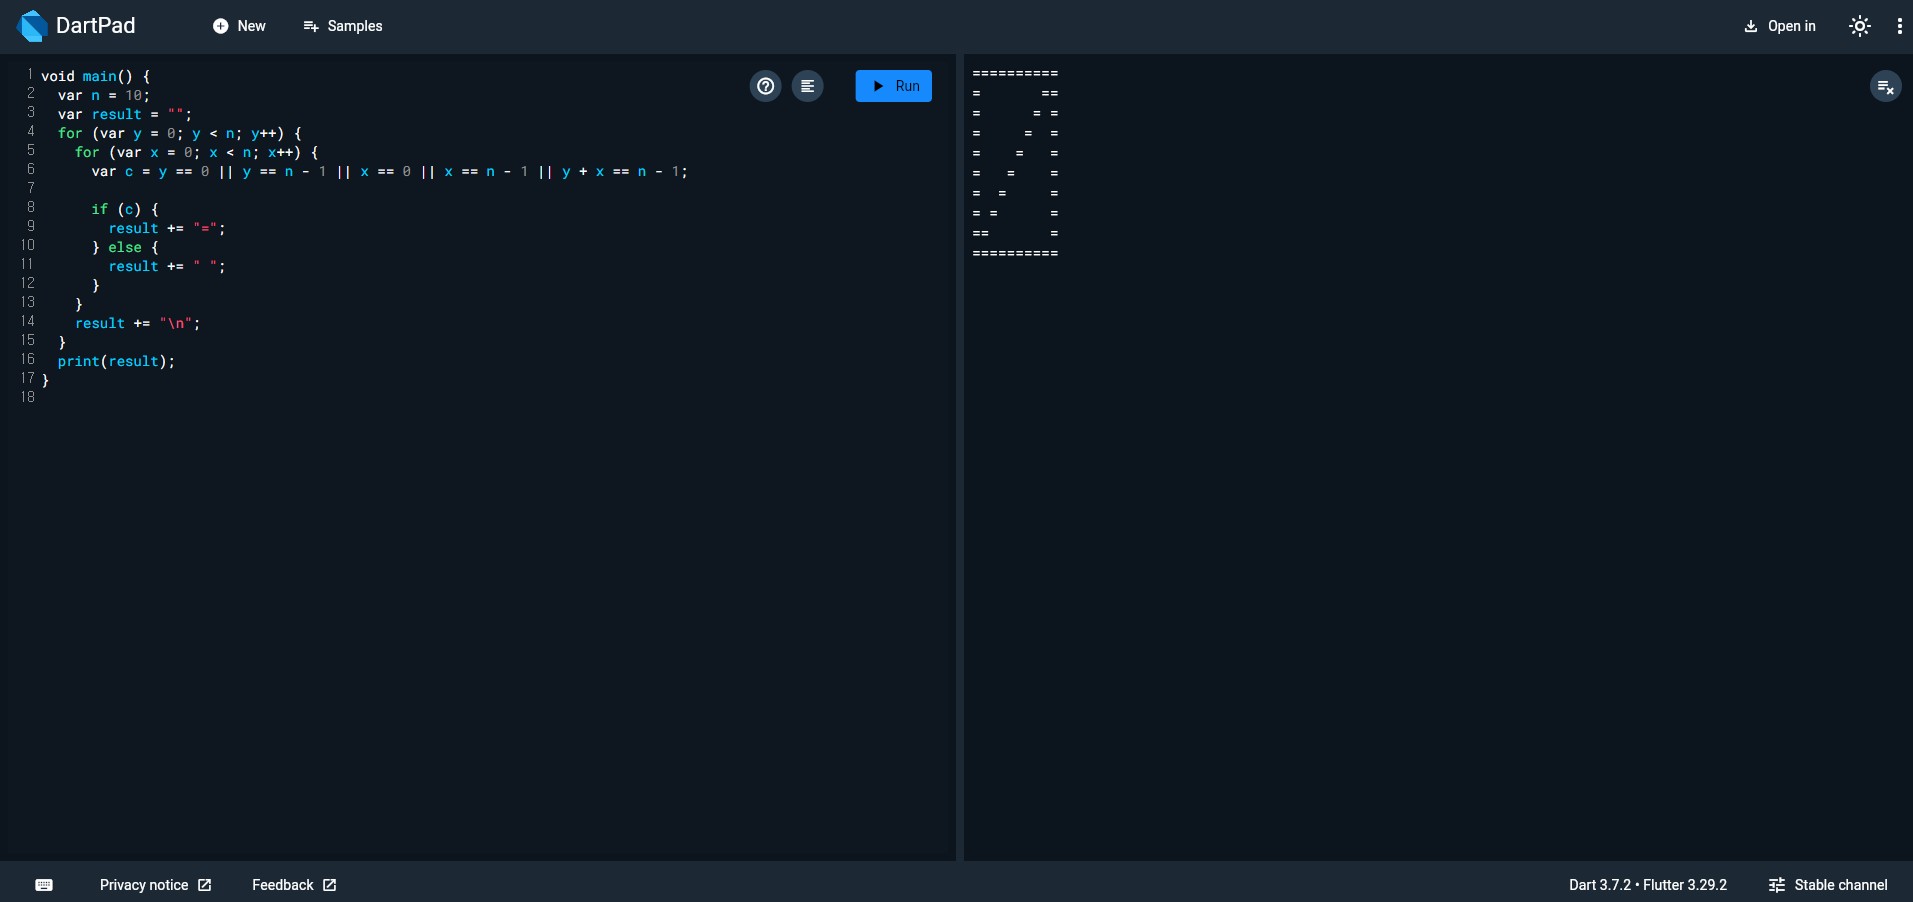 DartPad New Samples Open in
1 void main() {
2   var n = 10;
3   var result = "";
4   for (var y = 0; y < n; y++) {
5     for (var x = 0; x < n; x++) {
6       var c = y == 0 || y == n - 1 || x == 0 || x == n - 1 || y + x == n - 1;
7
8       if (c) {
9         result += "=";
10       } else {
11         result += " ";
12       }
13     }
14     result += "\n";
15   }
16   print(result);
17 }
18
Run
==========
=       ==
=      = =
=     =  =
=    =   =
=   =    =
=  =     =
= =      =
==       =
==========
Privacy notice Feedback Dart 3.7.2 • Flutter 3.29.2 Stable channel